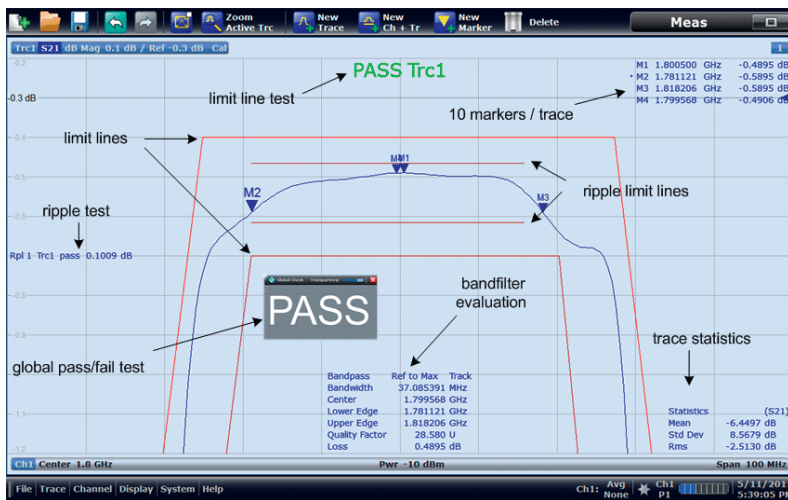 Zoom
Active Trc
New
Trace
New
Ch + Tr
New
Marker
Delete
Meas
Trc1 S21 dB Mag 0.1 dB / Ref -0.3 dB Cal
1
-0.2
PASS Trc1
M1 1.800500 GHz -0.4895 dB
• M2 1.781121 GHz -0.5895 dB
M3 1.818206 GHz -0.5895 dB
M4 1.799568 GHz -0.4906 dB
limit line test
-0.3 dB
10 markers / trace
limit lines
-0.4
M1
M2
M3
ripple limit lines
ripple test
-0.6
Rpl 1 Trc1 pass 0.1009 dB
Global Check Transparency:
PASS
bandfilter
evaluation
-0.8
-0.9
trace statistics
global pass/fail test
Bandpass Ref to Max Track
Bandwidth 37.085391 MHz
Center 1.799568 GHz
Lower Edge 1.781121 GHz
Upper Edge 1.818206 GHz
Quality Factor 28.580 U
Loss 0.4895 dB
Statistics (S21)
Mean -6.4497 dB
Std Dev 8.5679 dB
Rms -2.5130 dB
-1.1
-1.2
Ch1 Center 1.8 GHz Pwr -10 dBm Span 100 MHz
File Trace Channel Display System Help
Ch1: Avg None
Ch1
P1
5/11/201
5:39:05 P